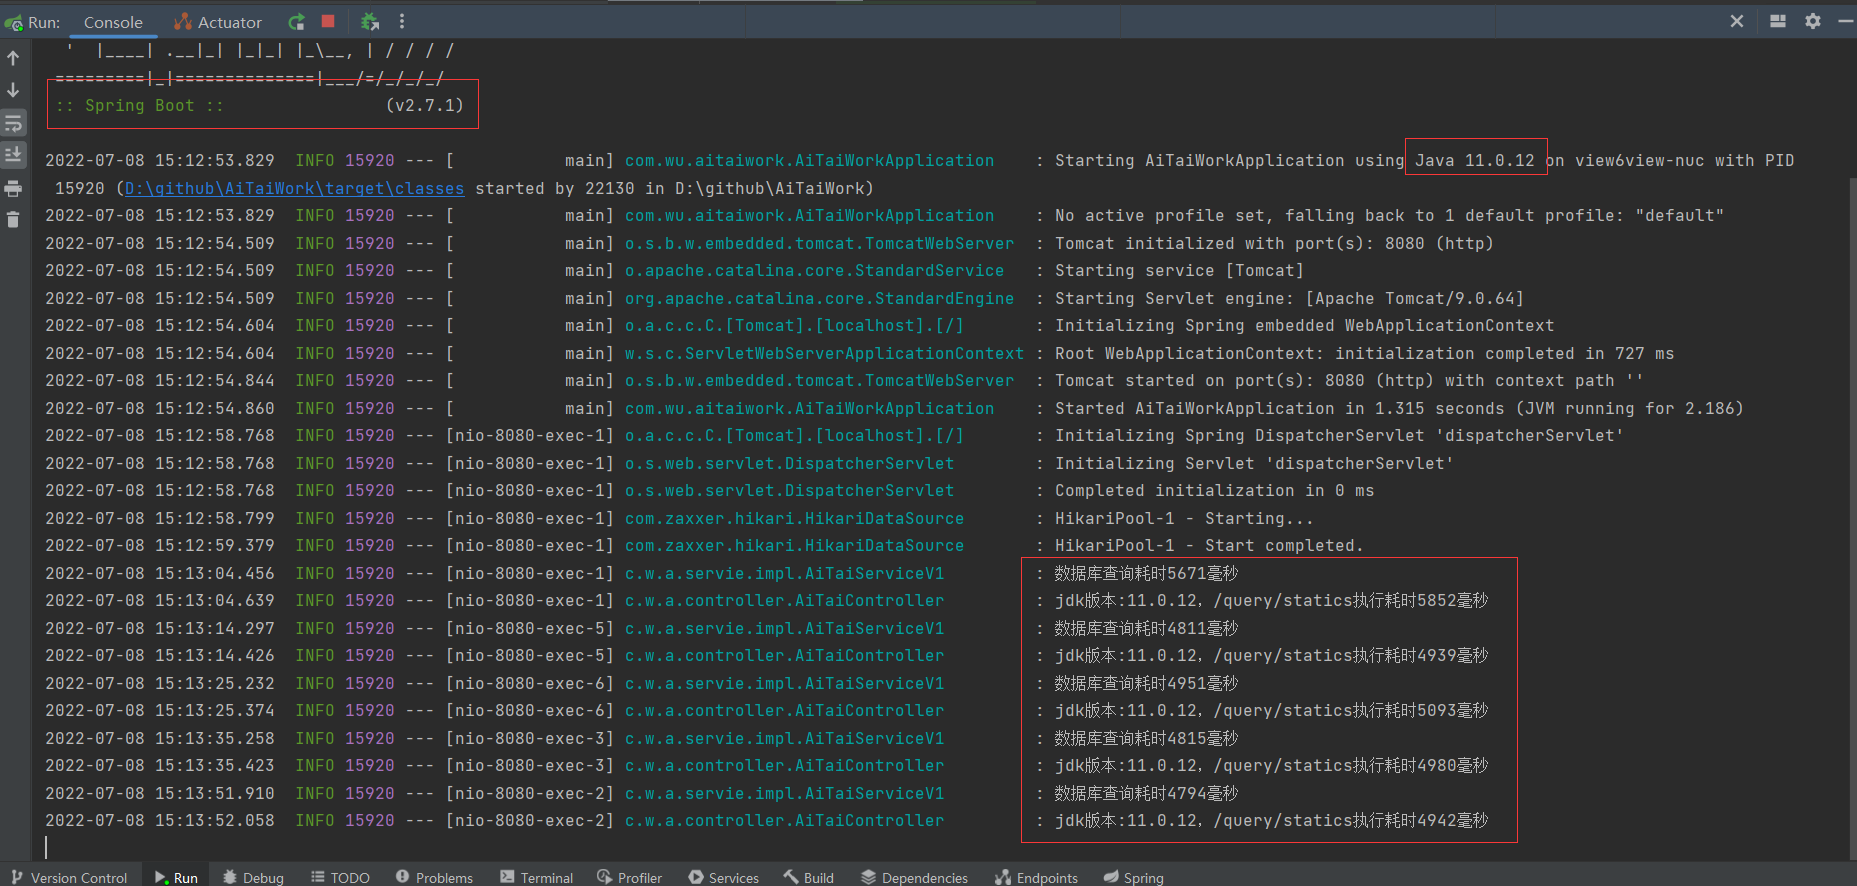 Run: Console Actuator
'  |____| .__|_| |_|_| |_\__, | / / / /
=========|_|==============|___/=/_/_/_/
:: Spring Boot ::                (v2.7.1)
2022-07-08 15:12:53.829  INFO 15920 --- [           main] com.wu.aitaiwork.AiTaiWorkApplication    : Starting AiTaiWorkApplication using Java 11.0.12 on view6view-nuc with PID
15920 (D:\github\AiTaiWork\target\classes started by 22130 in D:\github\AiTaiWork)
2022-07-08 15:12:53.829  INFO 15920 --- [           main] com.wu.aitaiwork.AiTaiWorkApplication    : No active profile set, falling back to 1 default profile: "default"
2022-07-08 15:12:54.509  INFO 15920 --- [           main] o.s.b.w.embedded.tomcat.TomcatWebServer  : Tomcat initialized with port(s): 8080 (http)
2022-07-08 15:12:54.509  INFO 15920 --- [           main] o.apache.catalina.core.StandardService   : Starting service [Tomcat]
2022-07-08 15:12:54.509  INFO 15920 --- [           main] org.apache.catalina.core.StandardEngine  : Starting Servlet engine: [Apache Tomcat/9.0.64]
2022-07-08 15:12:54.604  INFO 15920 --- [           main] o.a.c.c.C.[Tomcat].[localhost].[/]       : Initializing Spring embedded WebApplicationContext
2022-07-08 15:12:54.604  INFO 15920 --- [           main] w.s.c.ServletWebServerApplicationContext : Root WebApplicationContext: initialization completed in 727 ms
2022-07-08 15:12:54.844  INFO 15920 --- [           main] o.s.b.w.embedded.tomcat.TomcatWebServer  : Tomcat started on port(s): 8080 (http) with context path ''
2022-07-08 15:12:54.860  INFO 15920 --- [           main] com.wu.aitaiwork.AiTaiWorkApplication    : Started AiTaiWorkApplication in 1.315 seconds (JVM running for 2.186)
2022-07-08 15:12:58.768  INFO 15920 --- [nio-8080-exec-1] o.a.c.c.C.[Tomcat].[localhost].[/]       : Initializing Spring DispatcherServlet 'dispatcherServlet'
2022-07-08 15:12:58.768  INFO 15920 --- [nio-8080-exec-1] o.s.web.servlet.DispatcherServlet        : Initializing Servlet 'dispatcherServlet'
2022-07-08 15:12:58.768  INFO 15920 --- [nio-8080-exec-1] o.s.web.servlet.DispatcherServlet        : Completed initialization in 0 ms
2022-07-08 15:12:58.799  INFO 15920 --- [nio-8080-exec-1] com.zaxxer.hikari.HikariDataSource       : HikariPool-1 - Starting...
2022-07-08 15:12:59.379  INFO 15920 --- [nio-8080-exec-1] com.zaxxer.hikari.HikariDataSource       : HikariPool-1 - Start completed.
2022-07-08 15:13:04.456  INFO 15920 --- [nio-8080-exec-1] c.w.a.servie.impl.AiTaiServiceV1         : 数据库查询耗时5671毫秒
2022-07-08 15:13:04.639  INFO 15920 --- [nio-8080-exec-1] c.w.a.controller.AiTaiController         : jdk版本:11.0.12, /query/statics执行耗时5852毫秒
2022-07-08 15:13:14.297  INFO 15920 --- [nio-8080-exec-5] c.w.a.servie.impl.AiTaiServiceV1         : 数据库查询耗时4811毫秒
2022-07-08 15:13:14.426  INFO 15920 --- [nio-8080-exec-5] c.w.a.controller.AiTaiController         : jdk版本:11.0.12, /query/statics执行耗时4939毫秒
2022-07-08 15:13:25.232  INFO 15920 --- [nio-8080-exec-6] c.w.a.servie.impl.AiTaiServiceV1         : 数据库查询耗时4951毫秒
2022-07-08 15:13:25.374  INFO 15920 --- [nio-8080-exec-6] c.w.a.controller.AiTaiController         : jdk版本:11.0.12, /query/statics执行耗时5093毫秒
2022-07-08 15:13:35.258  INFO 15920 --- [nio-8080-exec-3] c.w.a.servie.impl.AiTaiServiceV1         : 数据库查询耗时4815毫秒
2022-07-08 15:13:35.423  INFO 15920 --- [nio-8080-exec-3] c.w.a.controller.AiTaiController         : jdk版本:11.0.12, /query/statics执行耗时4980毫秒
2022-07-08 15:13:51.910  INFO 15920 --- [nio-8080-exec-2] c.w.a.servie.impl.AiTaiServiceV1         : 数据库查询耗时4794毫秒
2022-07-08 15:13:52.058  INFO 15920 --- [nio-8080-exec-2] c.w.a.controller.AiTaiController         : jdk版本:11.0.12, /query/statics执行耗时4942毫秒
Version Control Run Debug TODO Problems Terminal Profiler Services Build Dependencies Endpoints Spring